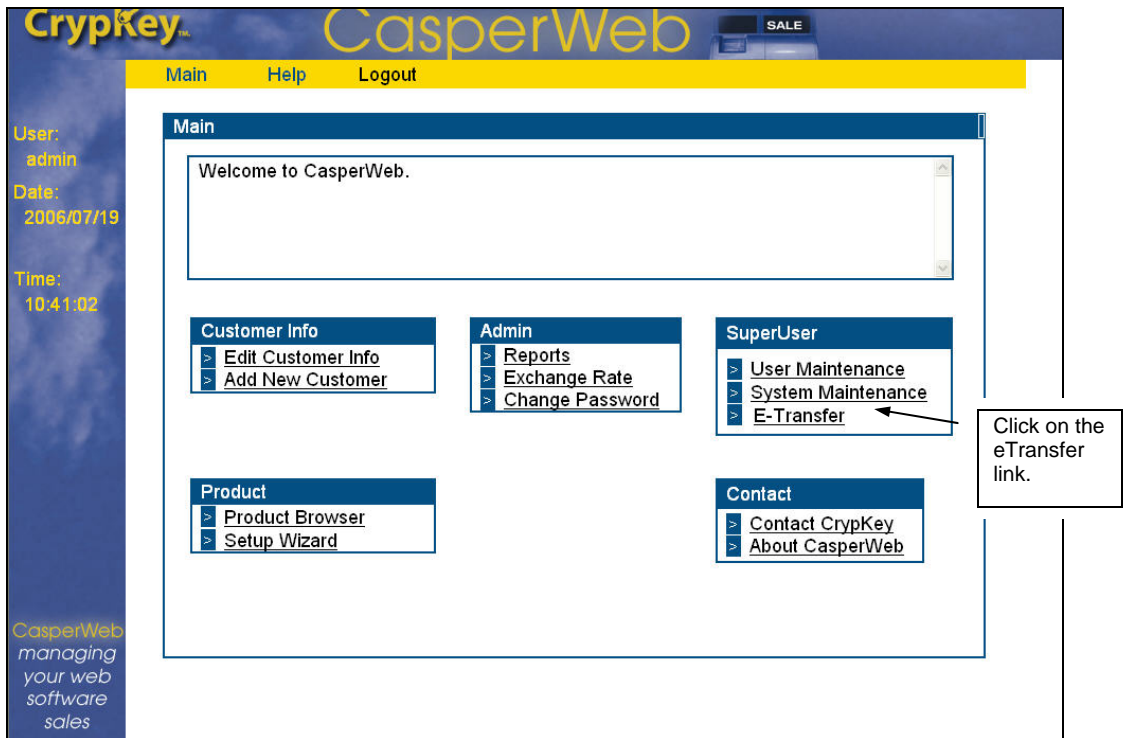 CrypKey™
CasperWeb
SALE
Main Help Logout
User:
admin
Date:
2006/07/19
Time:
10:41:02
Main
Welcome to CasperWeb.
Customer Info
> Edit Customer Info
> Add New Customer
Admin
> Reports
> Exchange Rate
> Change Password
SuperUser
> User Maintenance
> System Maintenance
> E-Transfer
Click on the
eTransfer
link.
Product
> Product Browser
> Setup Wizard
Contact
> Contact CrypKey
> About CasperWeb
CasperWeb
managing
your web
software
sales